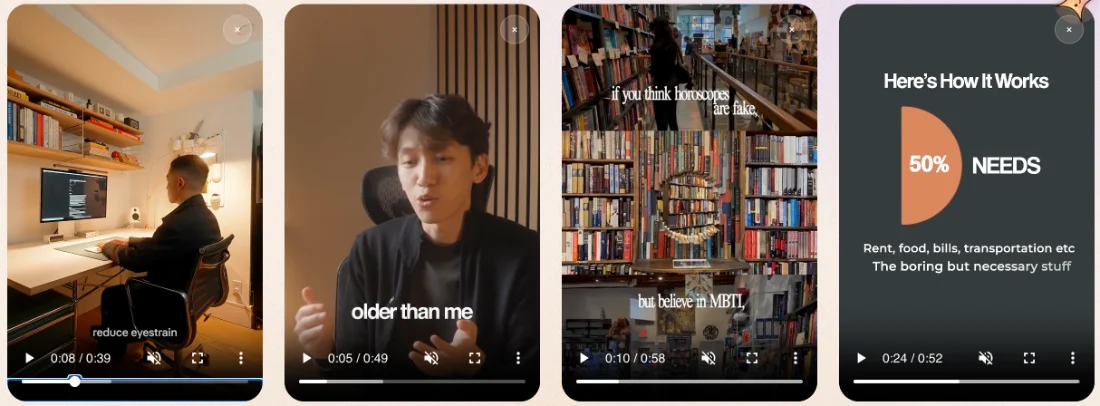 ×
reduce eyestrain
0:08 / 0:39
×
older than me
0:05 / 0:49
×
if you think horoscopes
are fake,
but believe in MBTI,
0:10 / 0:58
×
Here's How It Works
50% NEEDS
Rent, food, bills, transportation etc
The boring but necessary stuff
0:24 / 0:52